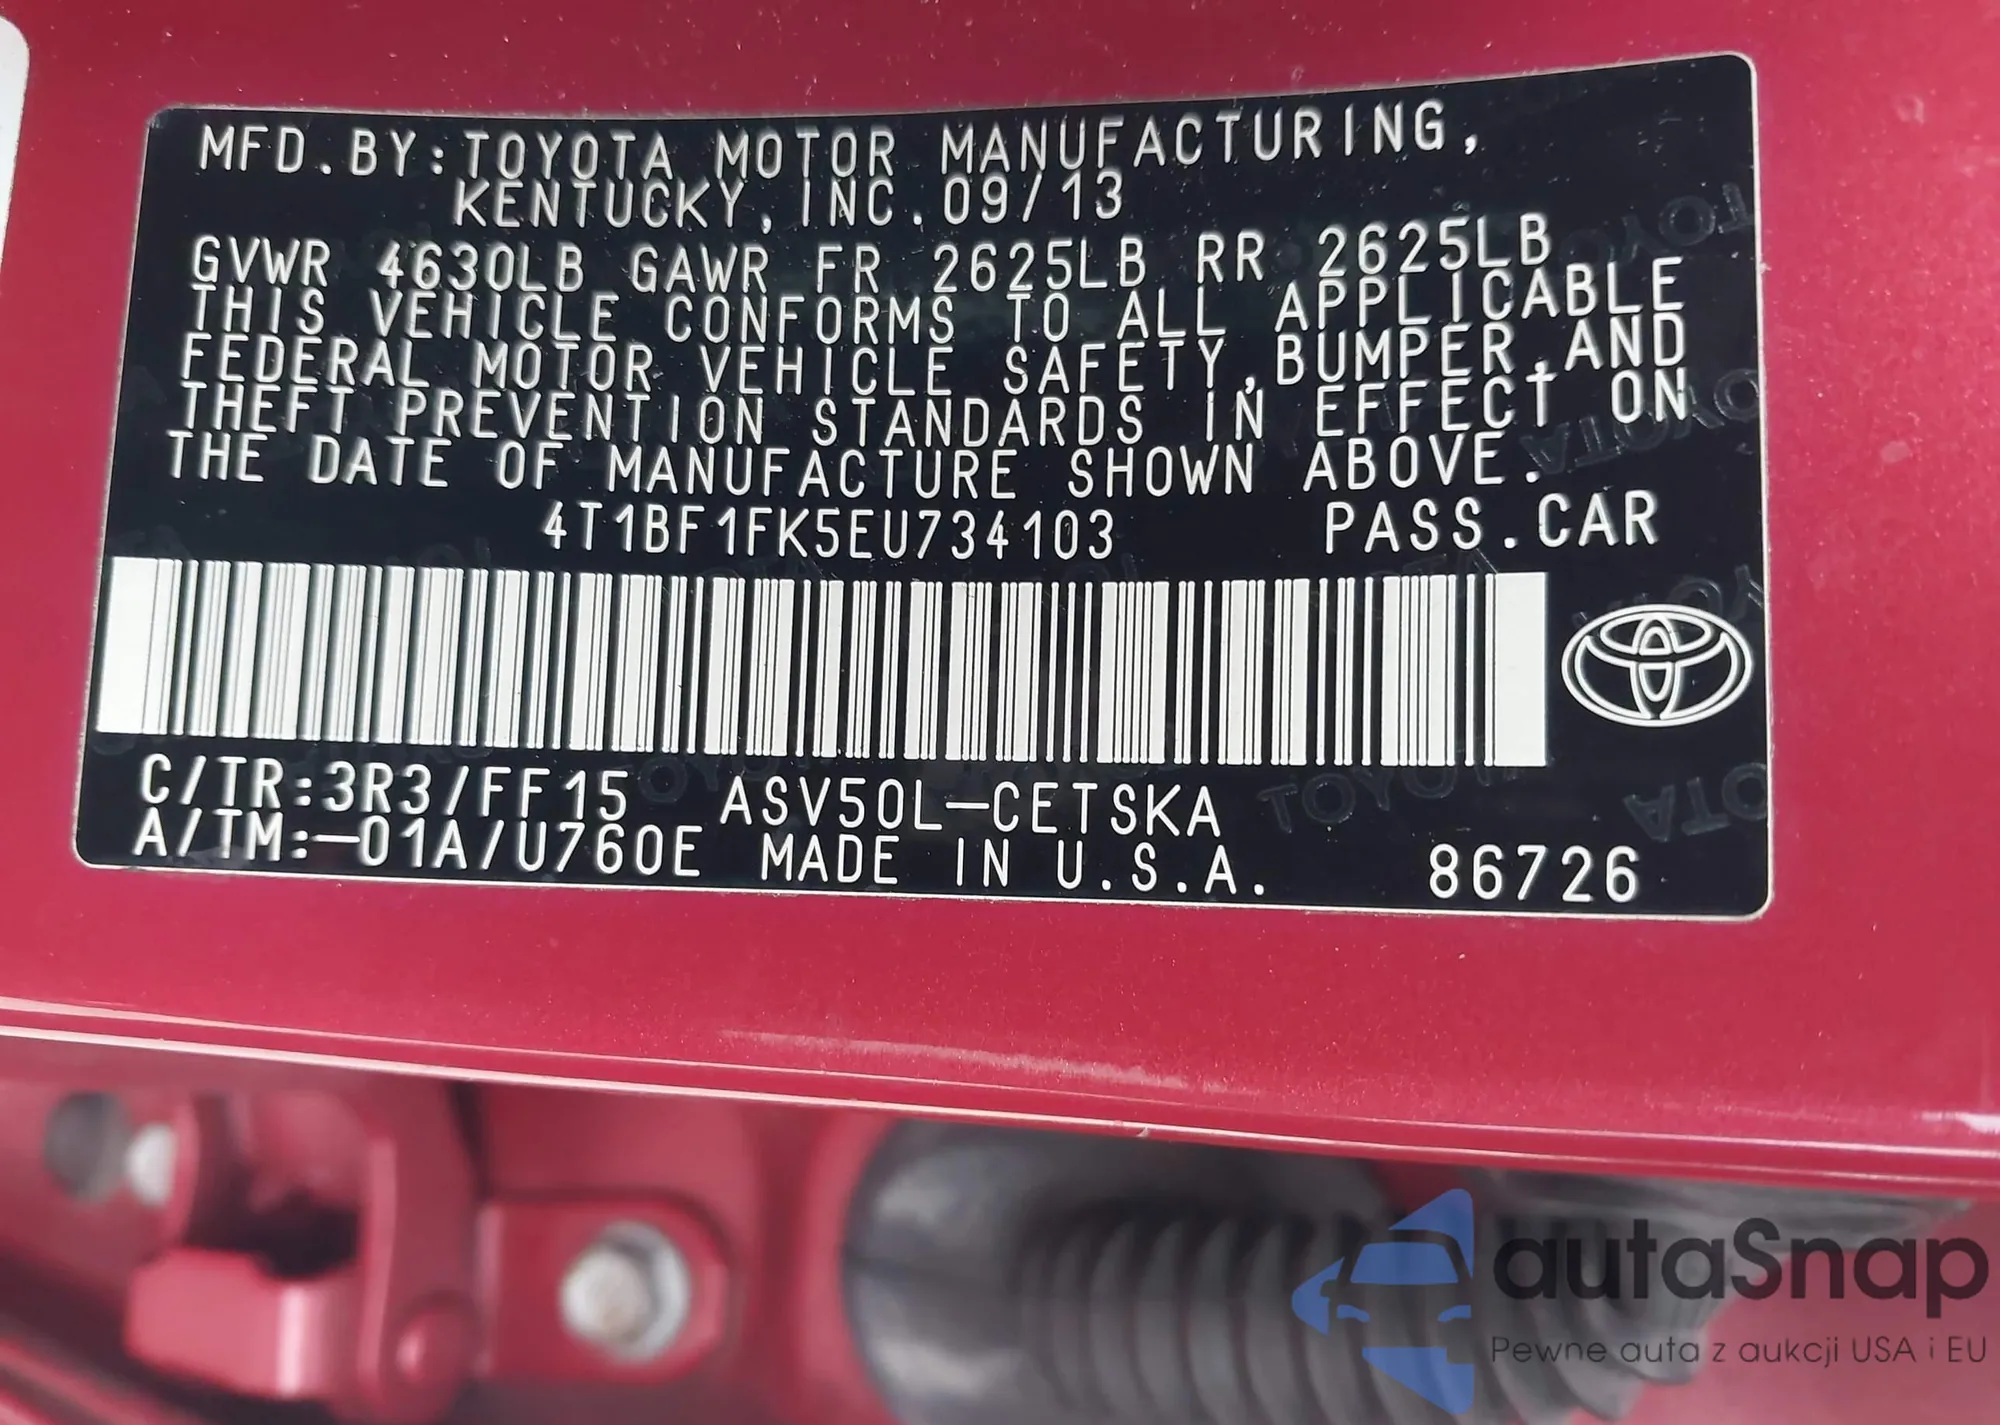 MFD.BY:TOYOTA MOTOR MANUFACTURING,
KENTUCKY, INC. 09/13
GVWR 4630LB GAWR FR 2625LB RR 2625LB
THIS VEHICLE CONFORMS TO ALL APPLICABLE
FEDERAL MOTOR VEHICLE SAFETY,BUMPER,AND
THEFT PREVENTION STANDARDS IN EFFECT ON
THE DATE OF MANUFACTURE SHOWN ABOVE.
4T1BF1FK5EU734103 PASS.CAR
C/TR:3R3/FF15 ASV50L-CETSKA
A/TM:-01A/U760E MADE IN U.S.A. 86726
autaSnap
Pewne auta z aukcji USA i EU